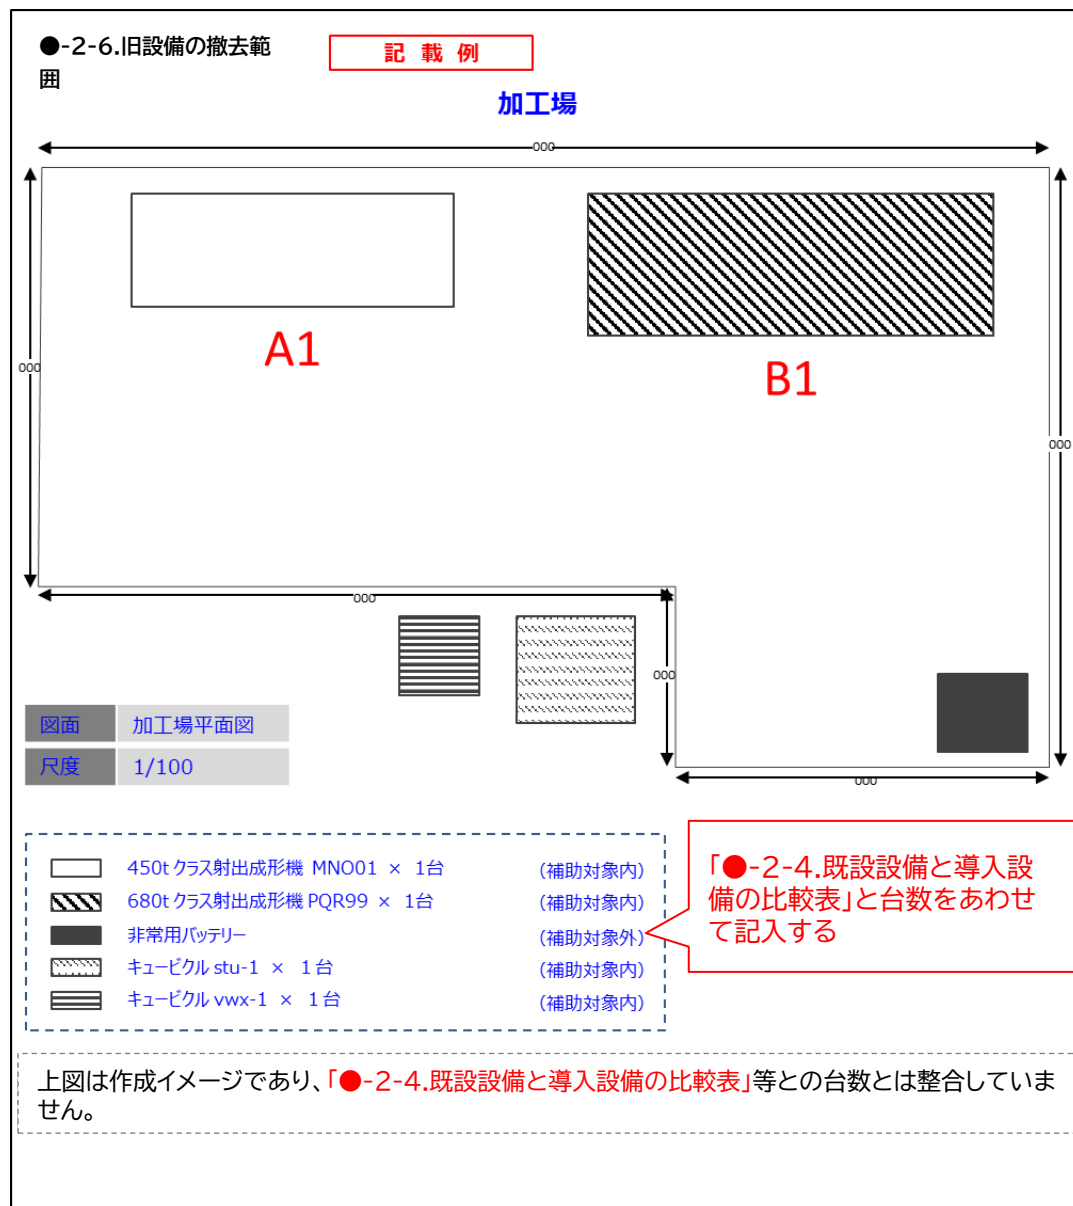 ●-2-6.旧設備の撤去範
囲
記 載 例
加工場
000
000
A1
B1
000
000
000
000
図面 加工場平面図
尺度 1/100
450t クラス射出成形機 MNO01 × 1台 (補助対象内)
680t クラス射出成形機 PQR99 × 1台 (補助対象内)
非常用バッテリー (補助対象外)
キュービクル stu-1 × 1台 (補助対象内)
キュービクル vwx-1 × 1台 (補助対象内)
「●-2-4.既設設備と導入設
備の比較表」と台数をあわせ
て記入する
上図は作成イメージであり、「●-2-4.既設設備と導入設備の比較表」等との台数とは整合していま
せん。